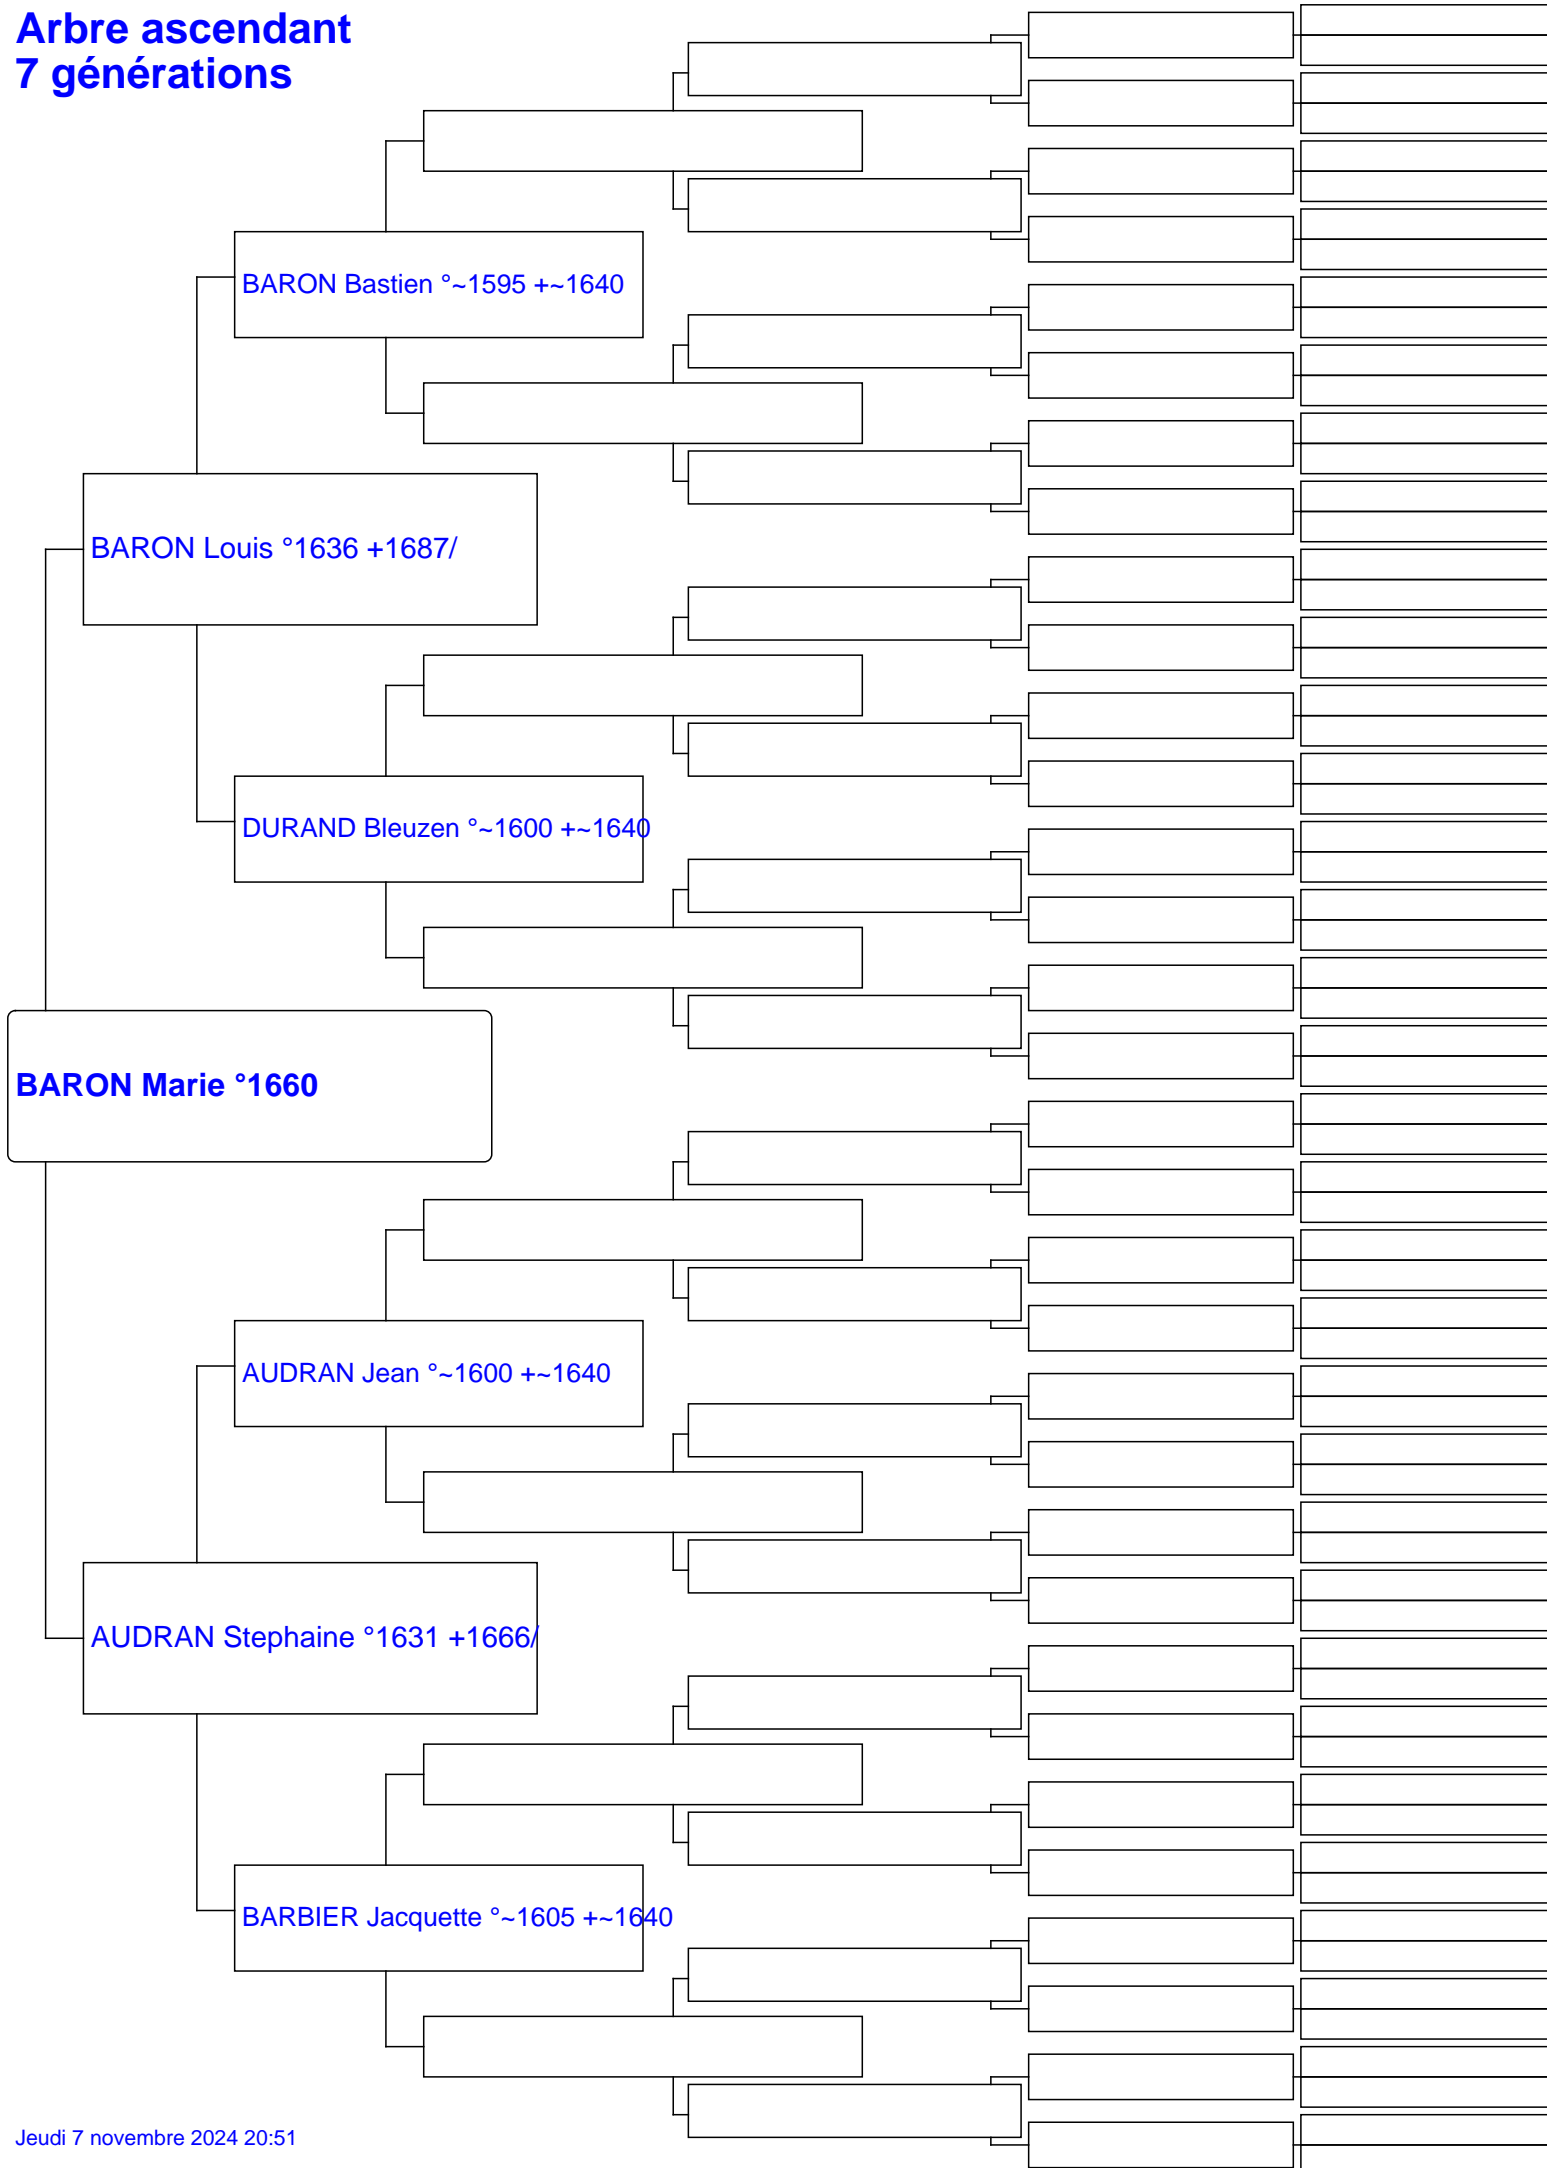 Arbre ascendant
7 générations
BARON Bastien °~1595 +~1640
BARON Louis °1636 +1687/
DURAND Bleuzen °~1600 +~1640
BARON Marie °1660
AUDRAN Jean °~1600 +~1640
AUDRAN Stephaine °1631 +1666/
BARBIER Jacquette °~1605 +~1640
Jeudi 7 novembre 2024 20:51